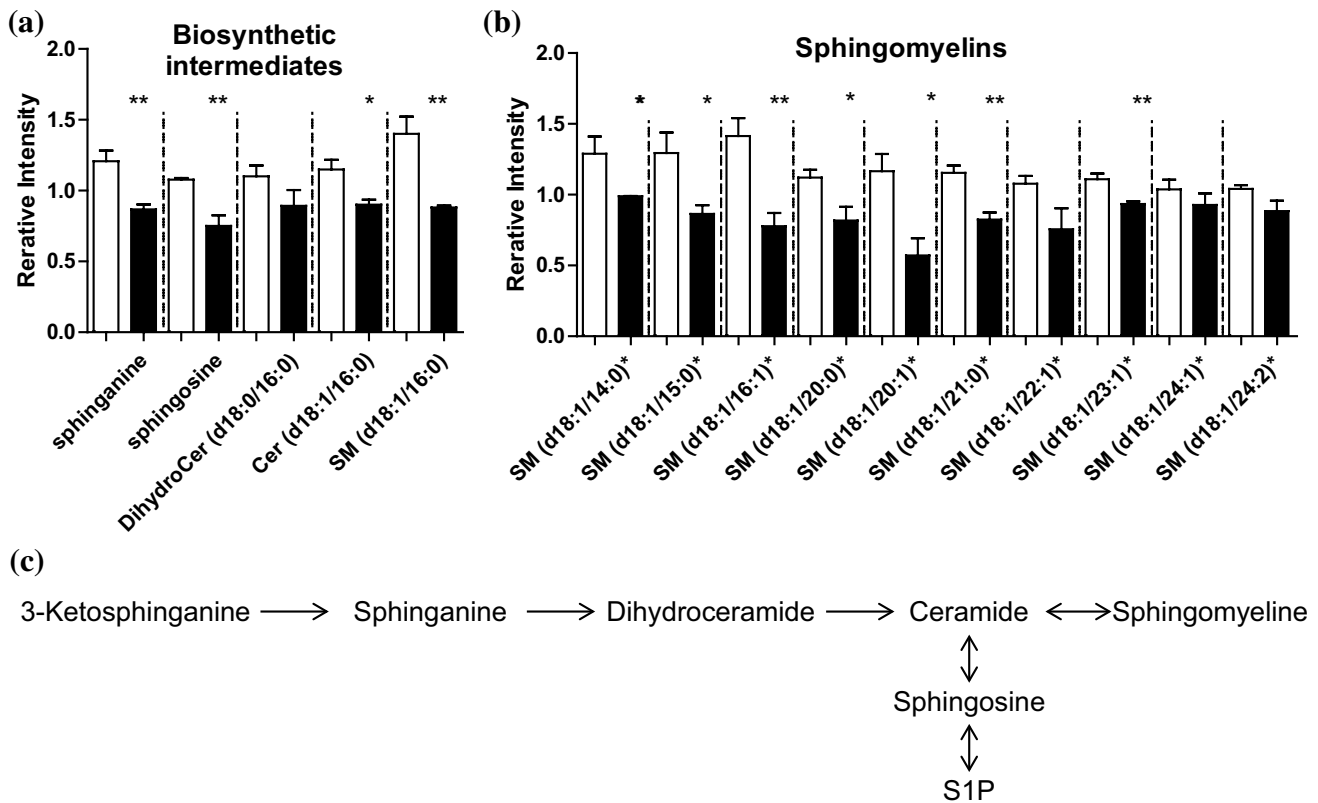 (a)
Biosynthetic
intermediates
Rerative Intensity
2.0
1.5
1.0
0.5
0.0
** ** * **
sphinganine
sphingosine
DihydroCer (d18:0/16:0)
Cer (d18:1/16:0)
SM (d18:1/16:0)
(b)
Sphingomyelins
Rerative Intensity
2.0
1.5
1.0
0.5
0.0
* * ** * * ** **
SM (d18:1/14:0)*
SM (d18:1/15:0)*
SM (d18:1/16:1)*
SM (d18:1/20:0)*
SM (d18:1/20:1)*
SM (d18:1/21:0)*
SM (d18:1/22:1)*
SM (d18:1/23:1)*
SM (d18:1/24:1)*
SM (d18:1/24:2)*
(c)
3-Ketosphinganine → Sphinganine → Dihydroceramide → Ceramide ↔ Sphingomyeline
Sphingosine
S1P